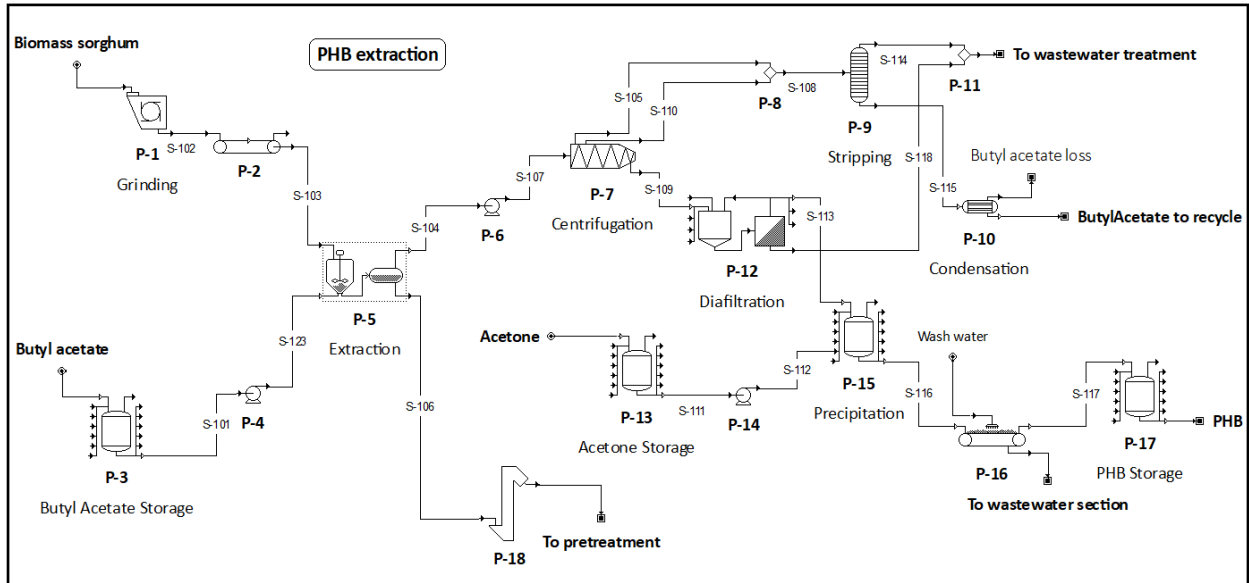 PHB extraction
Biomass sorghum
P-1
Grinding
S-102
P-2
S-103
Butyl acetate
P-3
Butyl Acetate Storage
S-101
P-4
S-123
P-5
Extraction
S-104
S-106
P-6
S-107
P-7
Centrifugation
S-105
S-110
S-109
P-8
S-108
P-9
Stripping
S-114
P-11
To wastewater treatment
S-118
S-115
Butyl acetate loss
P-10
Condensation
ButylAcetate to recycle
P-12
Diafiltration
S-113
Acetone
P-13
Acetone Storage
S-111
P-14
S-112
P-15
Precipitation
S-116
Wash water
P-16
To wastewater section
S-117
P-17
PHB Storage
PHB
P-18
To pretreatment